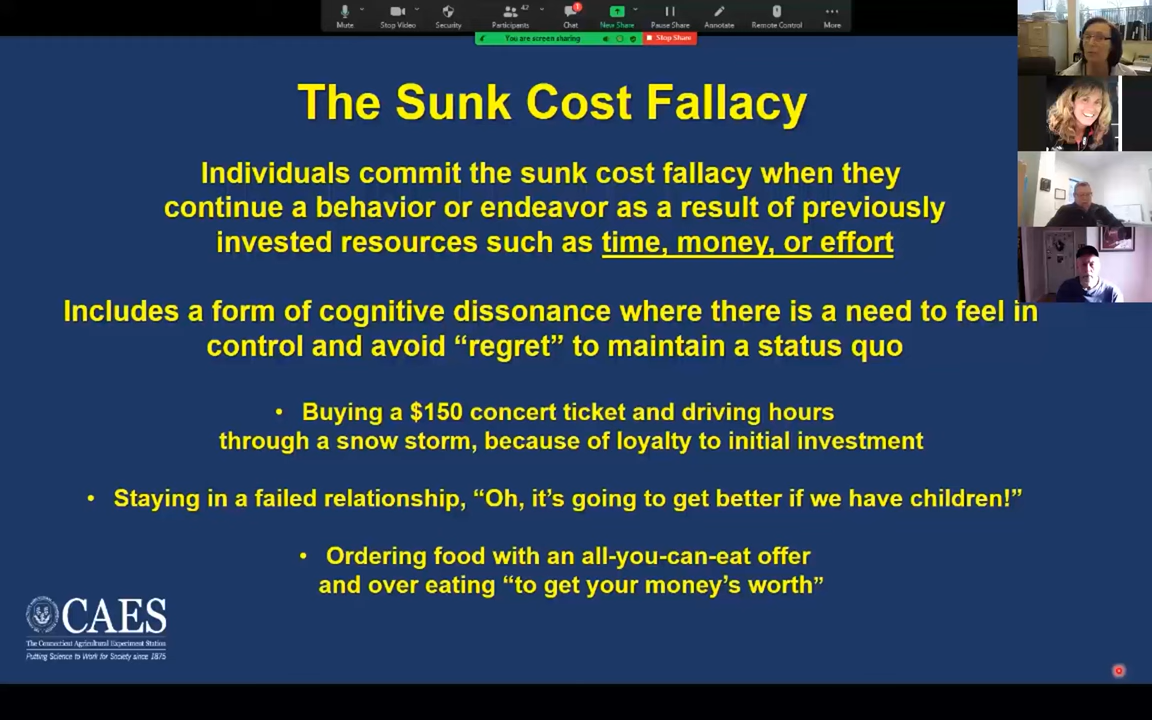 Mute
Stop Video
Security
42
Participants
1
Chat
New Share
Pause Share
Annotate
Remote Control
More
You are screen sharing
Stop Share
The Sunk Cost Fallacy
Individuals commit the sunk cost fallacy when they
continue a behavior or endeavor as a result of previously
invested resources such as time, money, or effort
Includes a form of cognitive dissonance where there is a need to feel in
control and avoid “regret” to maintain a status quo
• Buying a $150 concert ticket and driving hours
through a snow storm, because of loyalty to initial investment
• Staying in a failed relationship, “Oh, it’s going to get better if we have children!”
• Ordering food with an all-you-can-eat offer
and over eating “to get your money’s worth”
CAES
The Connecticut Agricultural Experiment Station
Putting Science to Work for Society since 1875